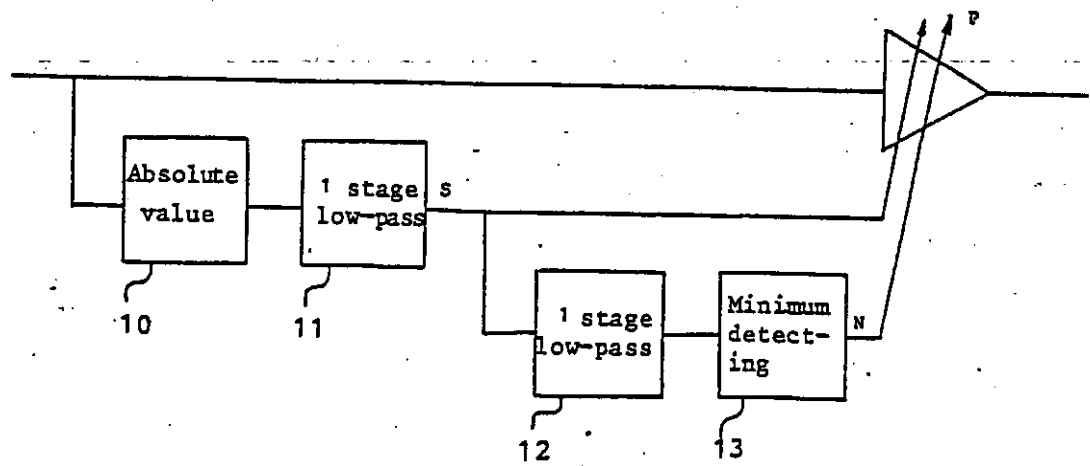 P
Absolute
value
1 stage
low-pass
S
10
11
1 stage
low-pass
Minimum
detect-
ing
N
12
13